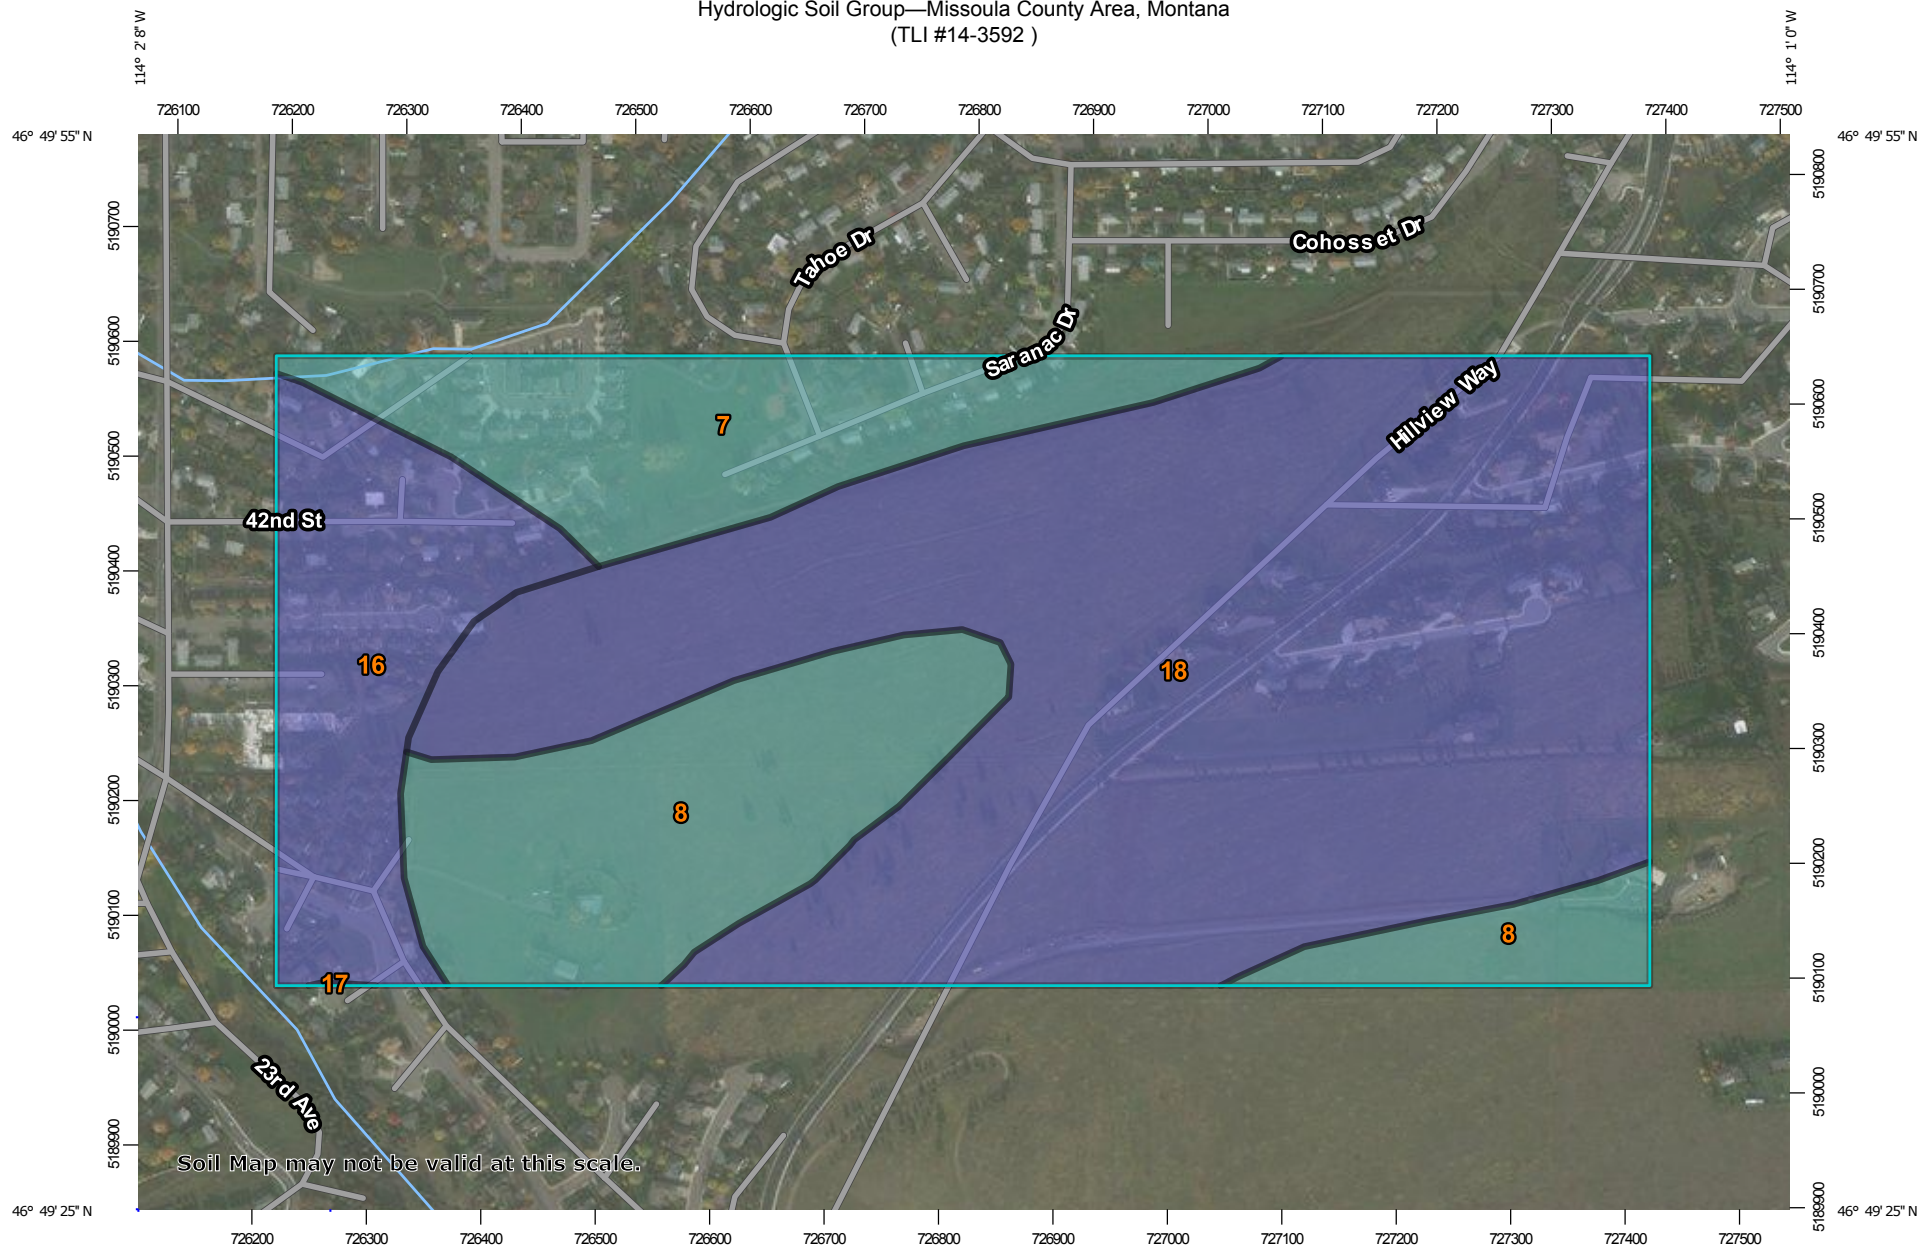 Hydrologic Soil Group—Missoula County Area, Montana
(TLI #14-3592 )
114° 2' 8" W
114° 1' 0" W
726100 726200 726300 726400 726500 726600 726700 726800 726900 727000 727100 727200 727300 727400 727500
46° 49' 55" N
46° 49' 55" N
5190700
5190600
5190500
5190400
5190300
5190200
5190100
5190000
5189900
5190800
5190700
5190600
5190500
5190400
5190300
5190200
5190100
5190000
5189900
Tahoe Dr
Cohosset Dr
Saranac Dr
Hillview Way
7
42nd St
16
18
8
8
17
23rd Ave
Soil Map may not be valid at this scale.
46° 49' 25" N
46° 49' 25" N
726200 726300 726400 726500 726600 726700 726800 726900 727000 727100 727200 727300 727400 727500